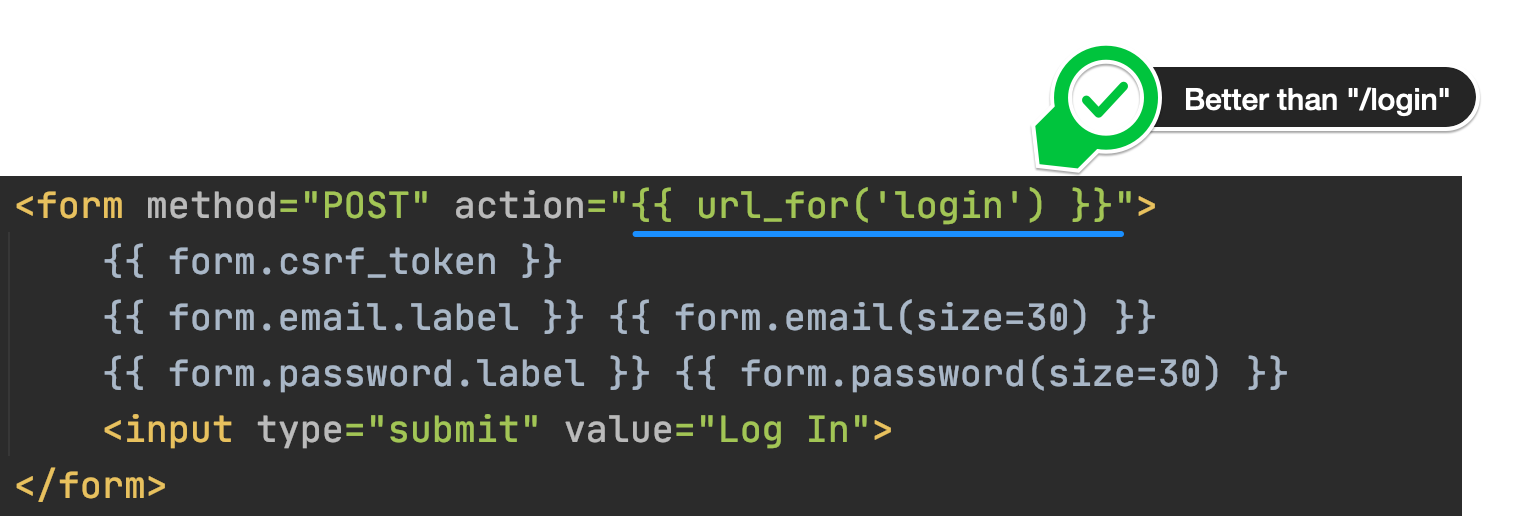 Better than "/login"
<form method="POST" action="{{ url_for('login') }}">
    {{ form.csrf_token }}
    {{ form.email.label }} {{ form.email(size=30) }}
    {{ form.password.label }} {{ form.password(size=30) }}
    <input type="submit" value="Log In">
</form>